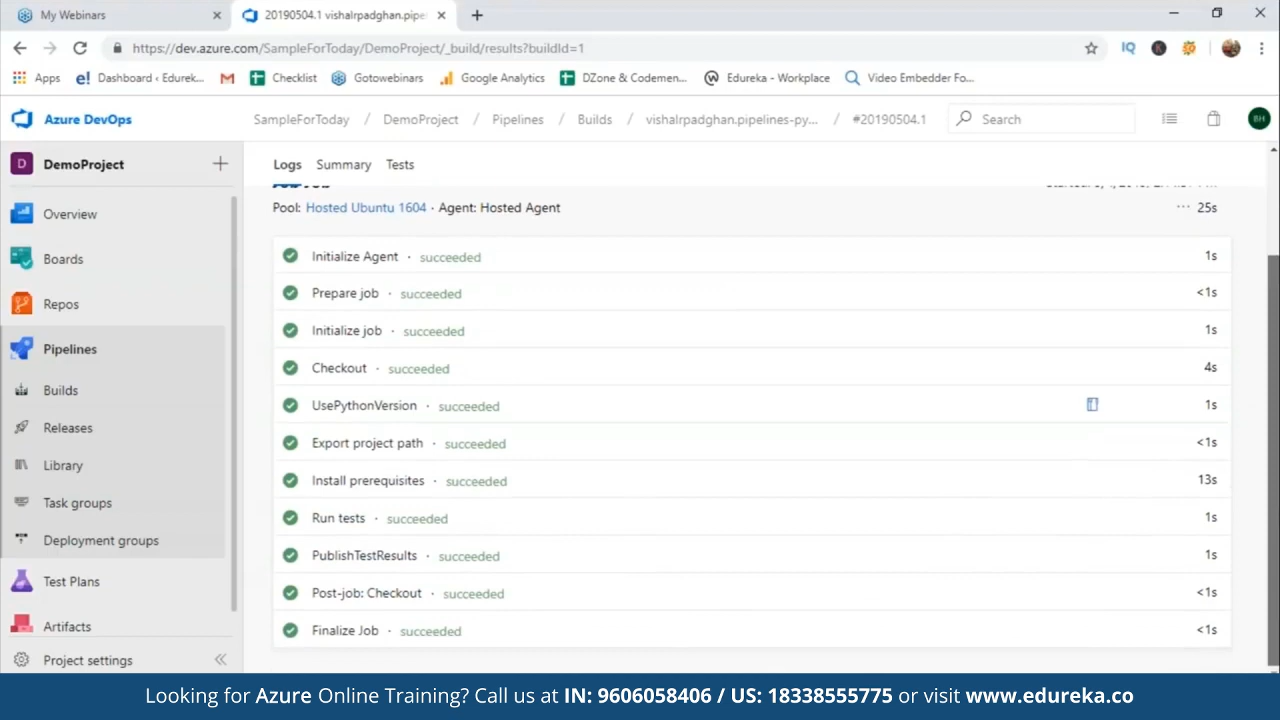 My Webinars
20190504.1 vishalrpadghan.pipe
https://dev.azure.com/SampleForToday/DemoProject/_build/results?buildId=1
IQ
K
Apps
e! Dashboard ‹ Edurek...
Checklist
Gotowebinars
Google Analytics
DZone & Codemen...
Edureka - Workplace
Video Embedder Fo...
Azure DevOps
SampleForToday / DemoProject / Pipelines / Builds / vishalrpadghan.pipelines-py... / #20190504.1
Search
BH
D DemoProject
Logs Summary Tests
Overview
Boards
Repos
Pipelines
Builds
Releases
Library
Task groups
Deployment groups
Test Plans
Artifacts
Project settings
Pool: Hosted Ubuntu 1604 · Agent: Hosted Agent ··· 25s
Initialize Agent · succeeded 1s
Prepare job · succeeded <1s
Initialize job · succeeded 1s
Checkout · succeeded 4s
UsePythonVersion · succeeded 1s
Export project path · succeeded <1s
Install prerequisites · succeeded 13s
Run tests · succeeded 1s
PublishTestResults · succeeded 1s
Post-job: Checkout · succeeded <1s
Finalize Job · succeeded <1s
Looking for Azure Online Training? Call us at IN: 9606058406 / US: 18338555775 or visit www.edureka.co